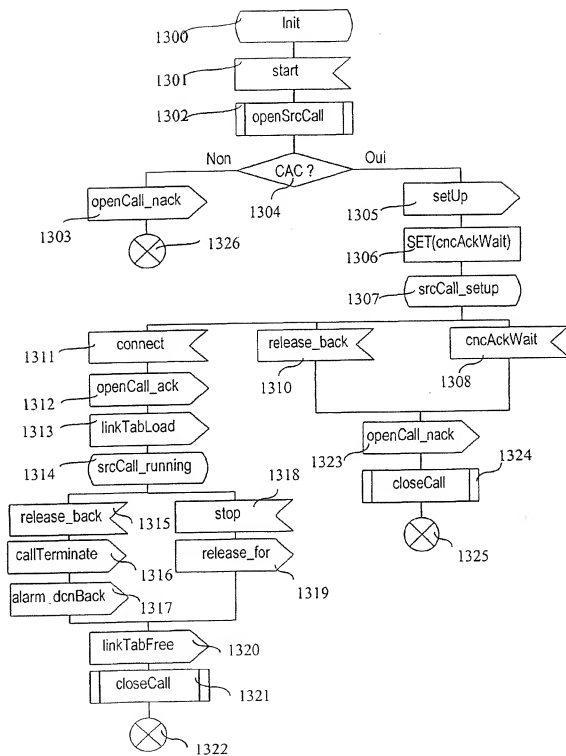 1300 Init
1301 start
1302 openSrcCall
Non CAC ? Oui
1304
openCall_nack
1303
1326
1305 setUp
1306 SET(cncAckWait)
1307 srcCall_setup
1311 connect
release_back
1310
cncAckWait
1308
1312 openCall_ack
1313 linkTabLoad
1314 srcCall_running
1323 openCall_nack
1324
closeCall
1325
release_back 1315
1318
stop
callTerminate
1316
release_for
1319
alarm_dcnBack
1317
linkTabFree 1320
closeCall 1321
1322